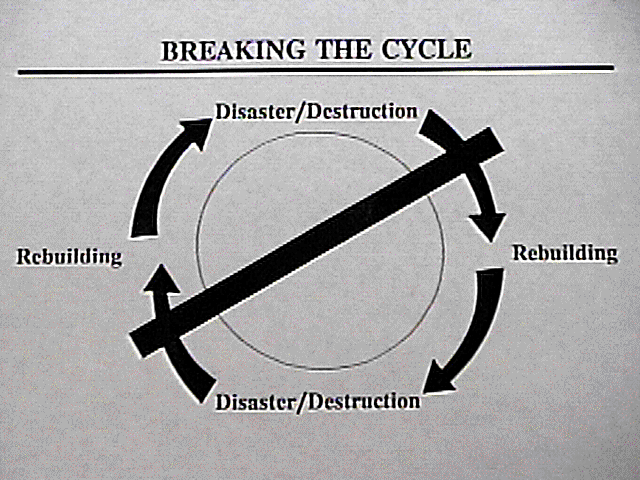 BREAKING THE CYCLE
Disaster/Destruction
Rebuilding
Rebuilding
Disaster/Destruction